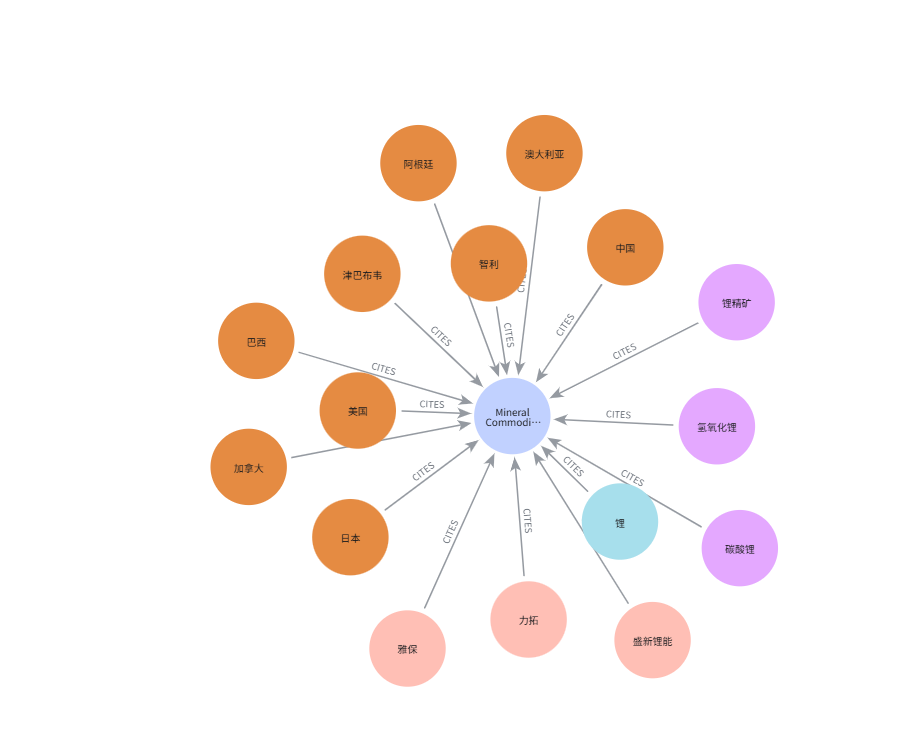 澳大利亚
阿根廷
中国
智利
津巴布韦
锂精矿
CITES
CITES
CITES
CITES
巴西
CITES
CITES
CITES
美国
CITES
Mineral
Commodi…
氢氧化锂
加拿大
CITES
CITES
CITES
CITES
锂
CITES
日本
碳酸锂
力拓
盛新锂能
雅保